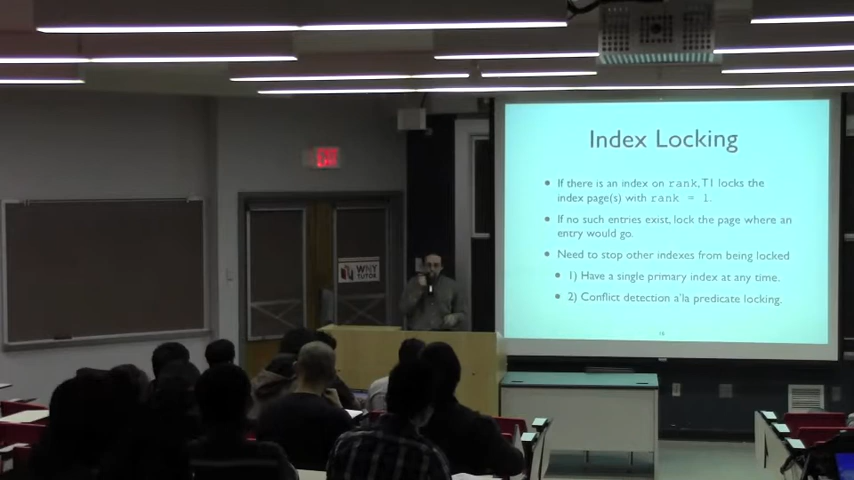 Index Locking
• If there is an index on rank, T1 locks the
index page(s) with rank = 1.
• If no such entries exist, lock the page where an
entry would go.
• Need to stop other indexes from being locked
• 1) Have a single primary index at any time.
• 2) Conflict detection a'la predicate locking.
WNY
TUTOR